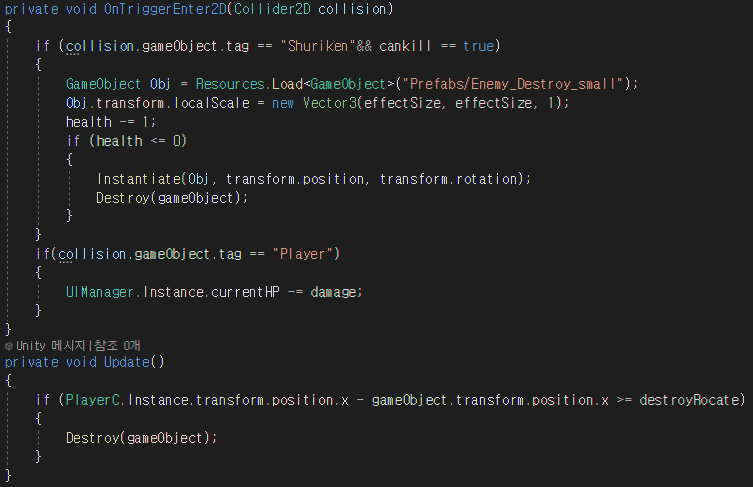 private void OnTriggerEnter2D(Collider2D collision)
{
if (collision.gameObject.tag == "Shuriken"&& cankill == true)
{
GameObject Obj = Resources.Load<GameObject>("Prefabs/Enemy_Destroy_small");
Obj.transform.localScale = new Vector3(effectSize, effectSize, 1);
health -= 1;
if (health <= 0)
{
Instantiate(Obj, transform.position, transform.rotation);
Destroy(gameObject);
}
}
if(collision.gameObject.tag == "Player")
{
UIManager.Instance.currentHP -= damage;
}
}
Unity 메시지|참조 0개
private void Update()
{
if (PlayerC.Instance.transform.position.x - gameObject.transform.position.x >= destroyRocate)
{
Destroy(gameObject);
}
}